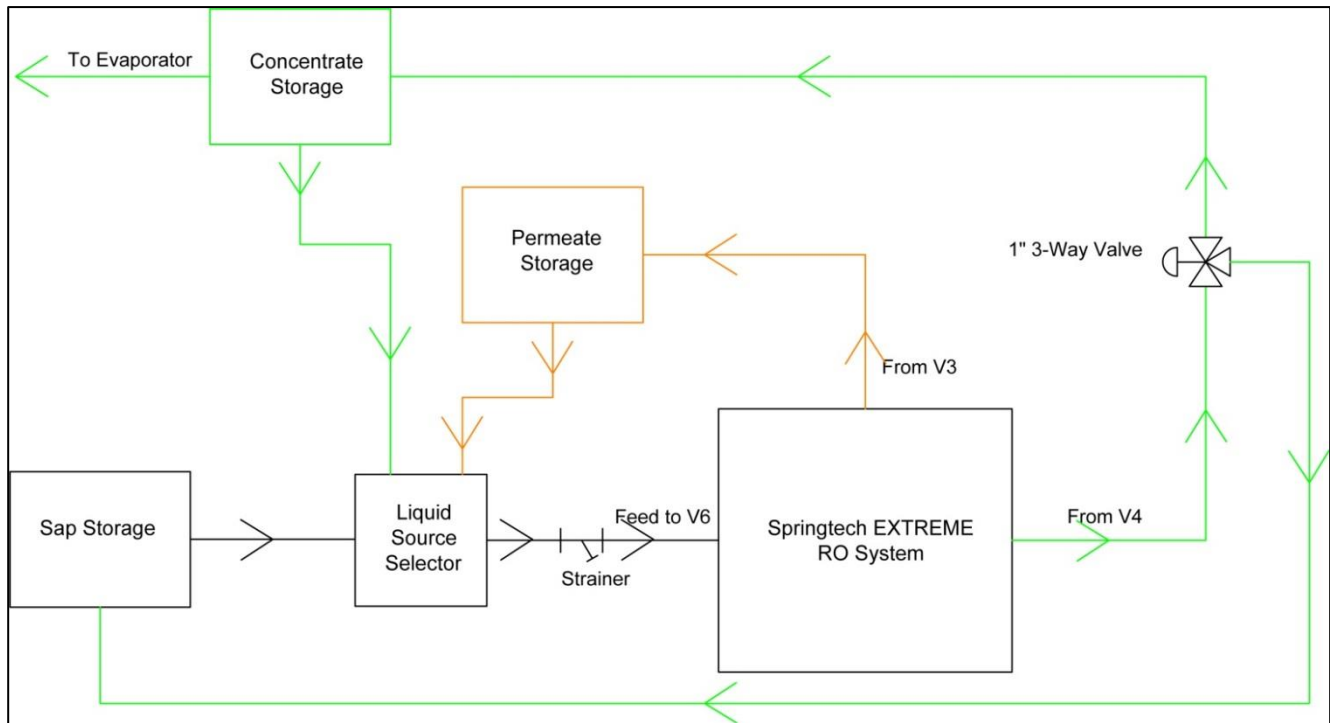 To Evaporator
Concentrate
Storage
Permeate
Storage
1" 3-Way Valve
From V3
Sap Storage
Liquid
Source
Selector
Feed to V6
Strainer
Springtech EXTREME
RO System
From V4